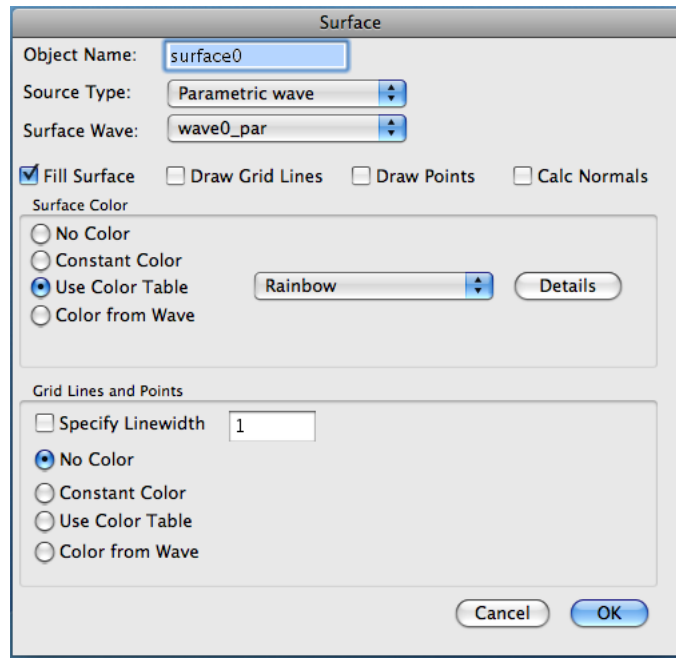 Surface
Object Name: surface0
Source Type: Parametric wave
Surface Wave: wave0_par
Fill Surface Draw Grid Lines Draw Points Calc Normals
Surface Color
No Color
Constant Color
Use Color Table Rainbow Details
Color from Wave
Grid Lines and Points
Specify Linewidth 1
No Color
Constant Color
Use Color Table
Color from Wave
Cancel OK